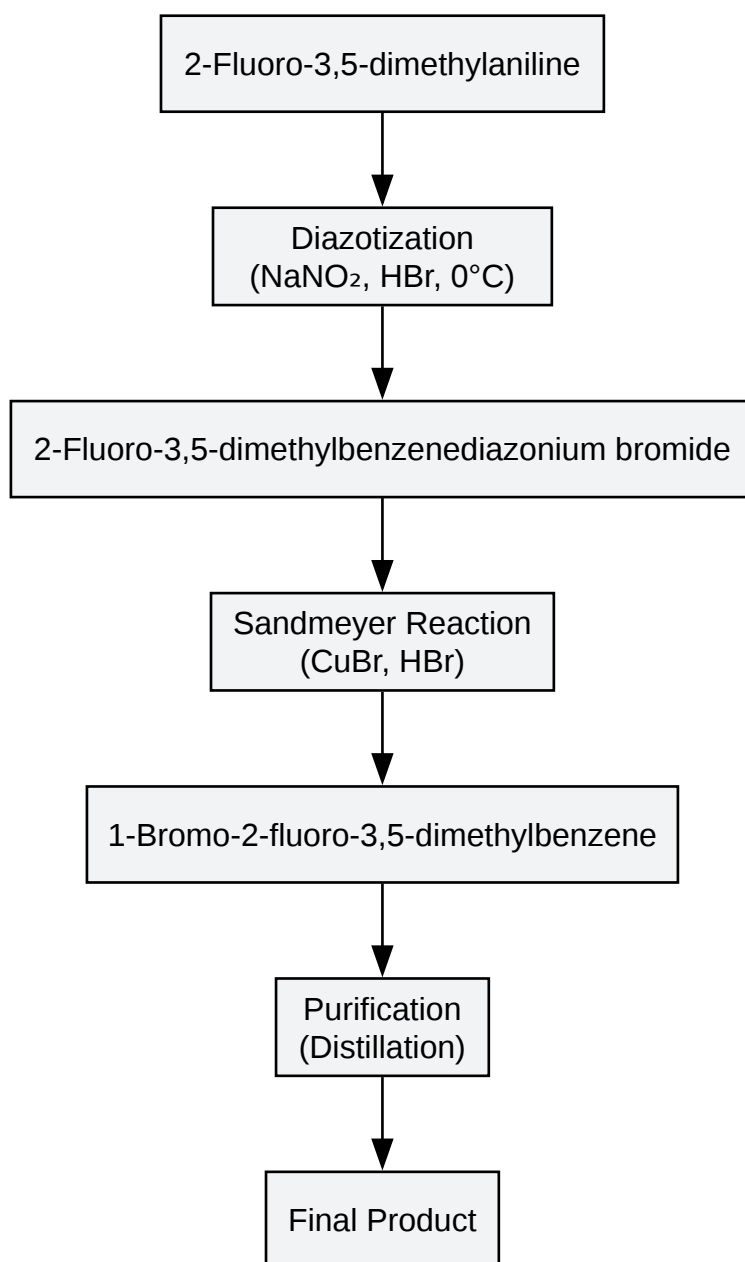 2-Fluoro-3,5-dimethylaniline
Diazotization
(NaNO₂, HBr, 0°C)
2-Fluoro-3,5-dimethylbenzenediazonium bromide
Sandmeyer Reaction
(CuBr, HBr)
1-Bromo-2-fluoro-3,5-dimethylbenzene
Purification
(Distillation)
Final Product